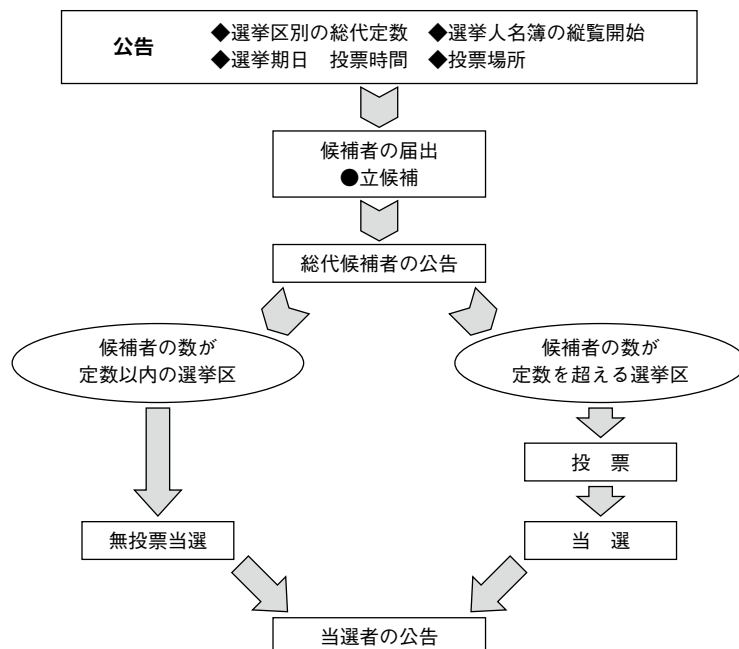 公告
◆選挙区別の総代定数　◆選挙人名簿の縦覧開始
◆選挙期日　投票時間　◆投票場所
候補者の届出
●立候補
総代候補者の公告
候補者の数が
定数以内の選挙区
候補者の数が
定数を超える選挙区
投　票
無投票当選
当　選
当選者の公告